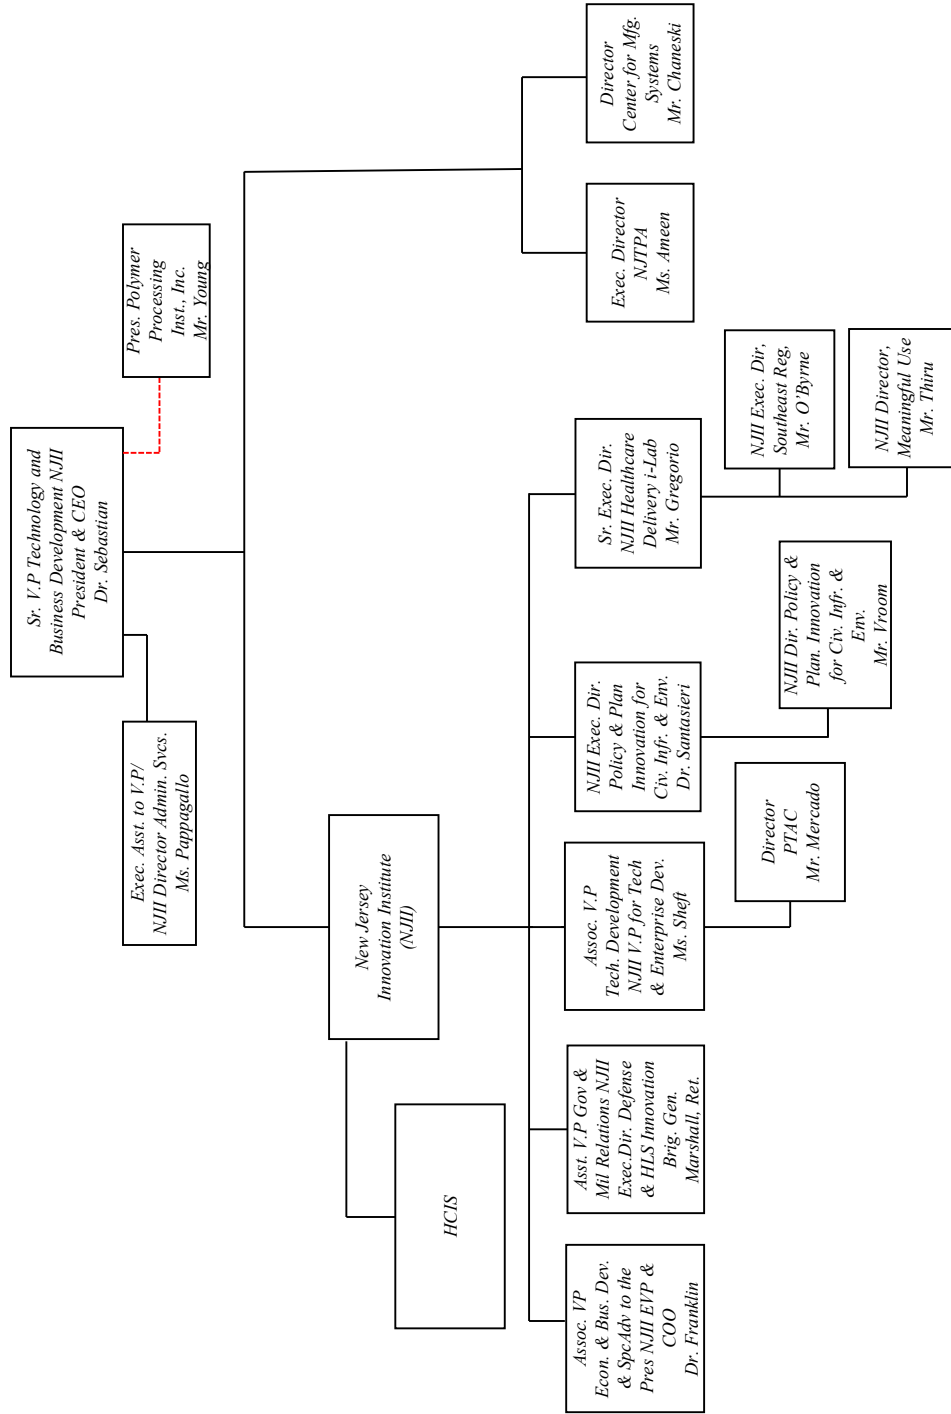 Sr. V.P Technology and
Business Development NJII
President & CEO
Dr. Sebastian
Exec. Asst. to V.P/
NJII Director Admin. Svcs.
Ms. Pappagallo
Pres. Polymer
Processing
Inst., Inc.
Mr. Young
New Jersey
Innovation Institute
(NJII)
HCIS
Assoc. VP
Econ. & Bus. Dev.
& SpcAdv to the
Pres NJII EVP &
COO
Dr. Franklin
Asst. V.P Gov &
Mil Relations NJII
Exec.Dir. Defense
& HLS Innovation
Brig. Gen.
Marshall, Ret.
Assoc. V.P
Tech. Development
NJII V.P for Tech
& Enterprise Dev.
Ms. Sheft
NJII Exec. Dir.
Policy & Plan
Innovation for
Civ. Infr. & Env.
Dr. Santasieri
Sr. Exec. Dir.
NJII Healthcare
Delivery i-Lab
Mr. Gregorio
Exec. Director
NJTPA
Ms. Ameen
Director
Center for Mfg.
Systems
Mr. Chaneski
Director
PTAC
Mr. Mercado
NJII Dir. Policy &
Plan. Innovation
for Civ. Infr. &
Env.
Mr. Vroom
NJII Exec. Dir,
Southeast Reg,
Mr. O’Byrne
NJII Director,
Meaningful Use
Mr. Thiru